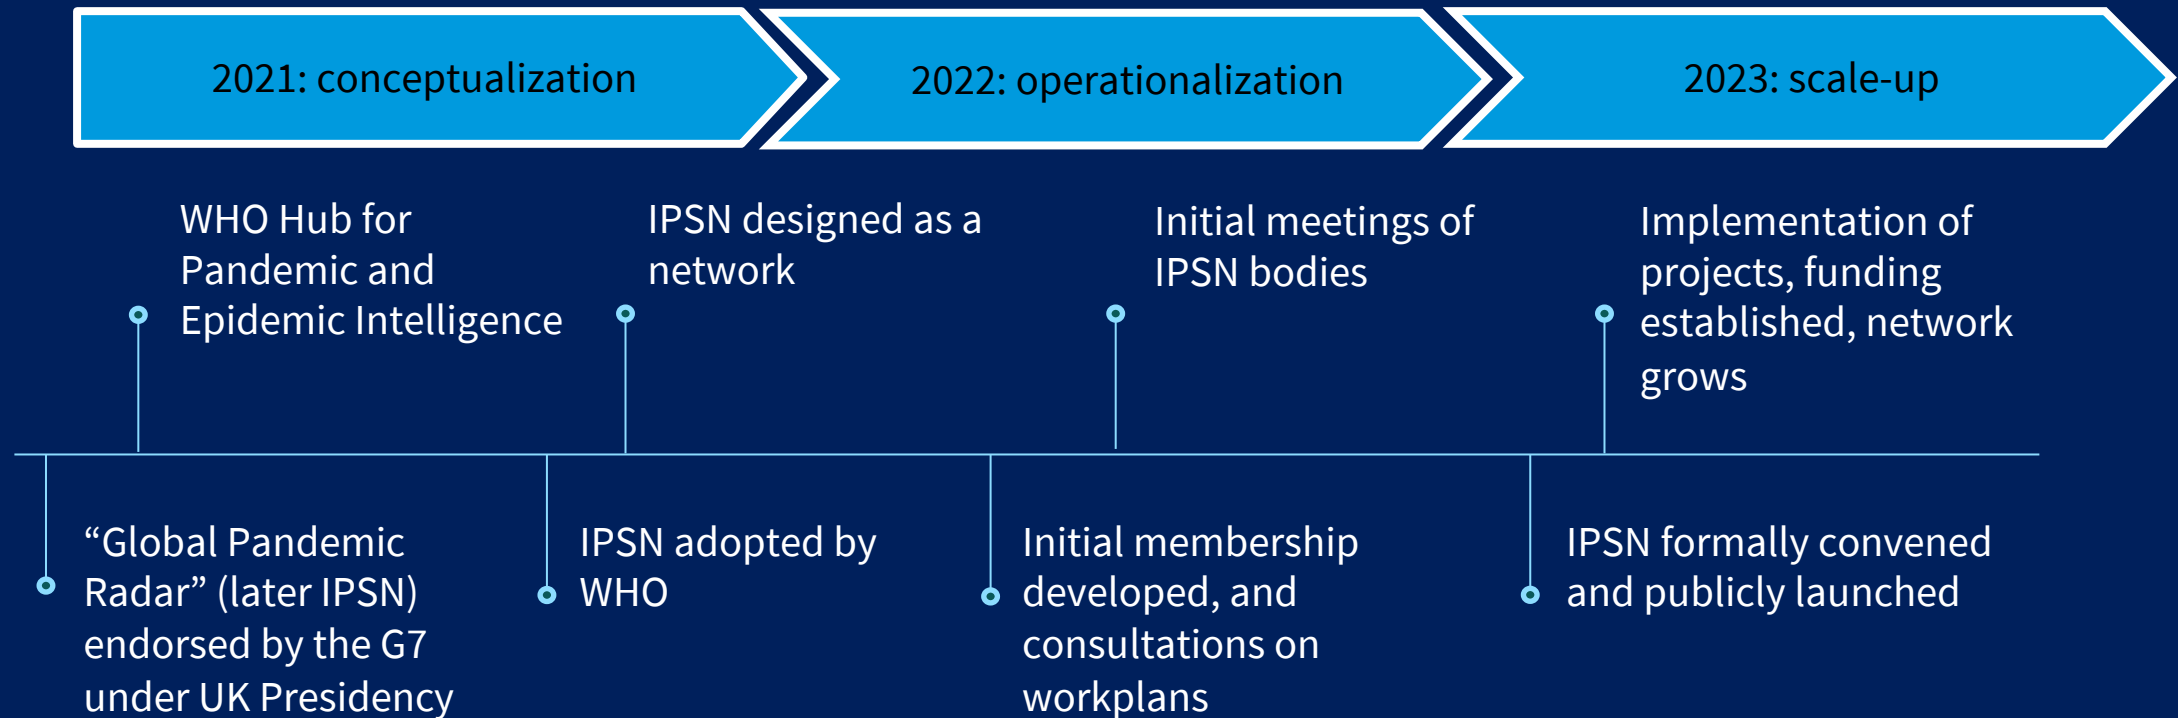 2021: conceptualization
2022: operationalization
2023: scale-up
WHO Hub for
Pandemic and
Epidemic Intelligence
IPSN designed as a
network
Initial meetings of
IPSN bodies
Implementation of
projects, funding
established, network
grows
“Global Pandemic
Radar” (later IPSN)
endorsed by the G7
under UK Presidency
IPSN adopted by
WHO
Initial membership
developed, and
consultations on
workplans
IPSN formally convened
and publicly launched